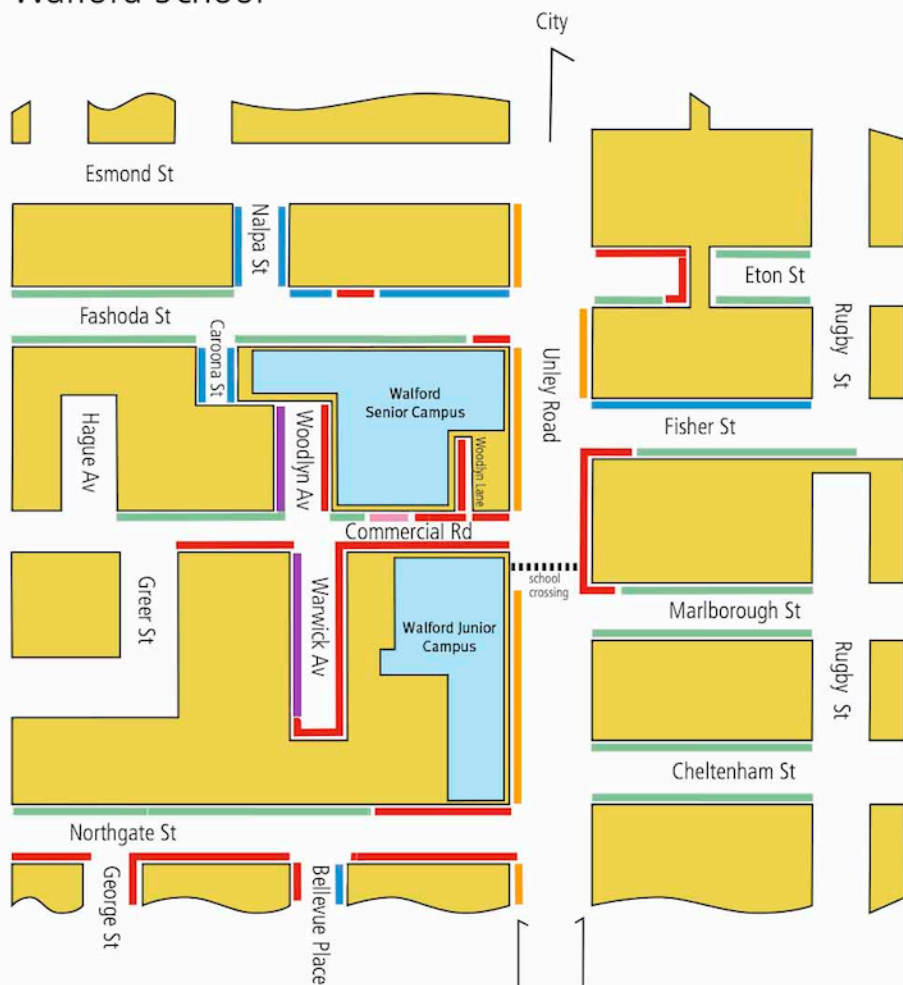 Walford School
City
Esmond St
Nalpa St
Eton St
Fashoda St
Caroona St
Rugby St
Unley Road
Walford
Senior Campus
Hague Av
Woodlyn Av
Woodlyn Lane
Fisher St
Commercial Rd
school
crossing
Greer St
Warwick Av
Marlborough St
Walford Junior
Campus
Rugby St
Cheltenham St
Northgate St
George St
Bellevue Place